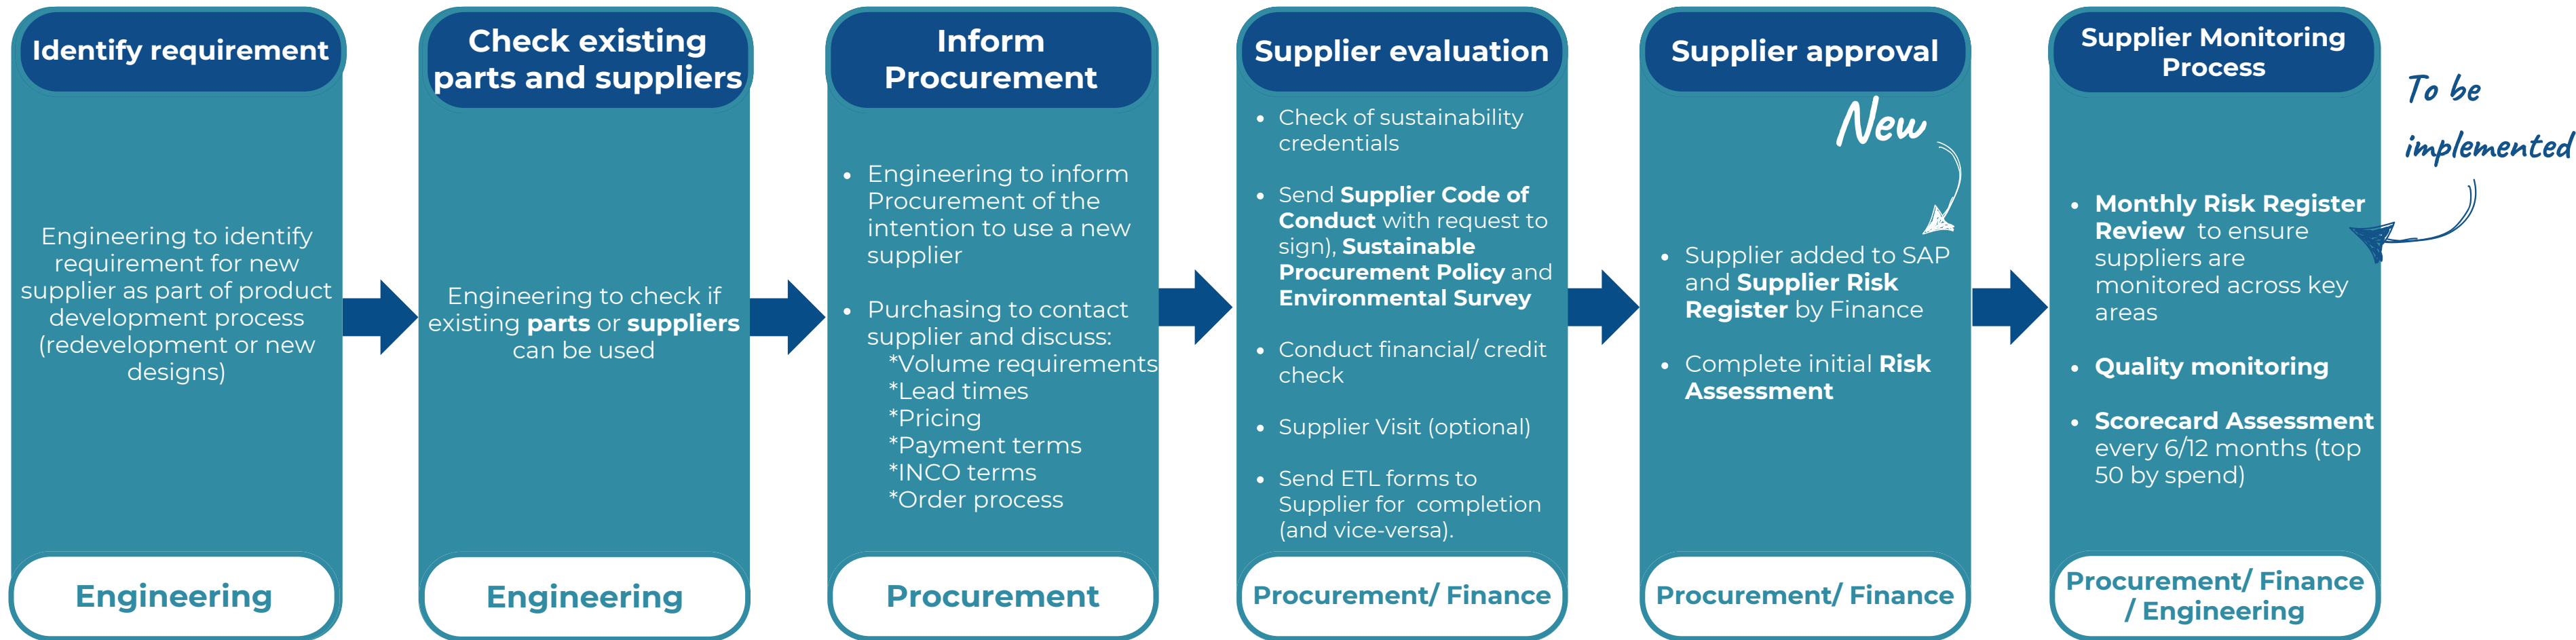 Identify requirement
Engineering to identify
requirement for new
supplier as part of product
development process
(redevelopment or new
designs)
Engineering
Check existing
parts and suppliers
Engineering to check if
existing parts or suppliers
can be used
Engineering
Inform
Procurement
• Engineering to inform
Procurement of the
intention to use a new
supplier
• Purchasing to contact
supplier and discuss:
*Volume requirements
*Lead times
*Pricing
*Payment terms
*INCO terms
*Order process
Procurement
Supplier evaluation
• Check of sustainability
credentials
• Send Supplier Code of
Conduct with request to
sign), Sustainable
Procurement Policy and
Environmental Survey
• Conduct financial/ credit
check
• Supplier Visit (optional)
• Send ETL forms to
Supplier for completion
(and vice-versa).
Procurement/ Finance
Supplier approval
New
• Supplier added to SAP
and Supplier Risk
Register by Finance
• Complete initial Risk
Assessment
Procurement/ Finance
Supplier Monitoring
Process
• Monthly Risk Register
Review to ensure
suppliers are
monitored across key
areas
• Quality monitoring
• Scorecard Assessment
every 6/12 months (top
50 by spend)
Procurement/ Finance
/ Engineering
To be
implemented